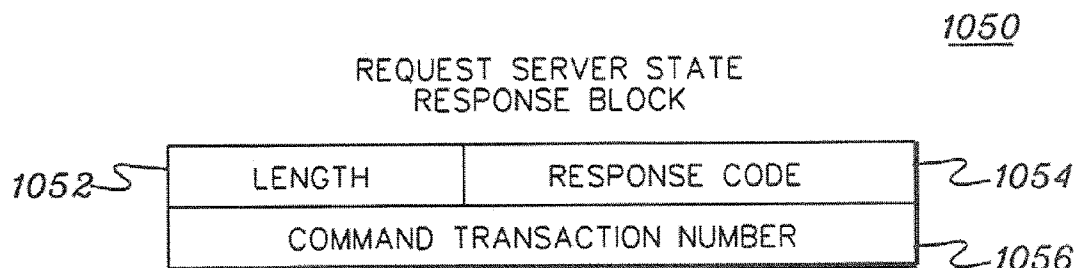 1050
REQUEST SERVER STATE
RESPONSE BLOCK
1052 LENGTH RESPONSE CODE 1054
COMMAND TRANSACTION NUMBER
1056